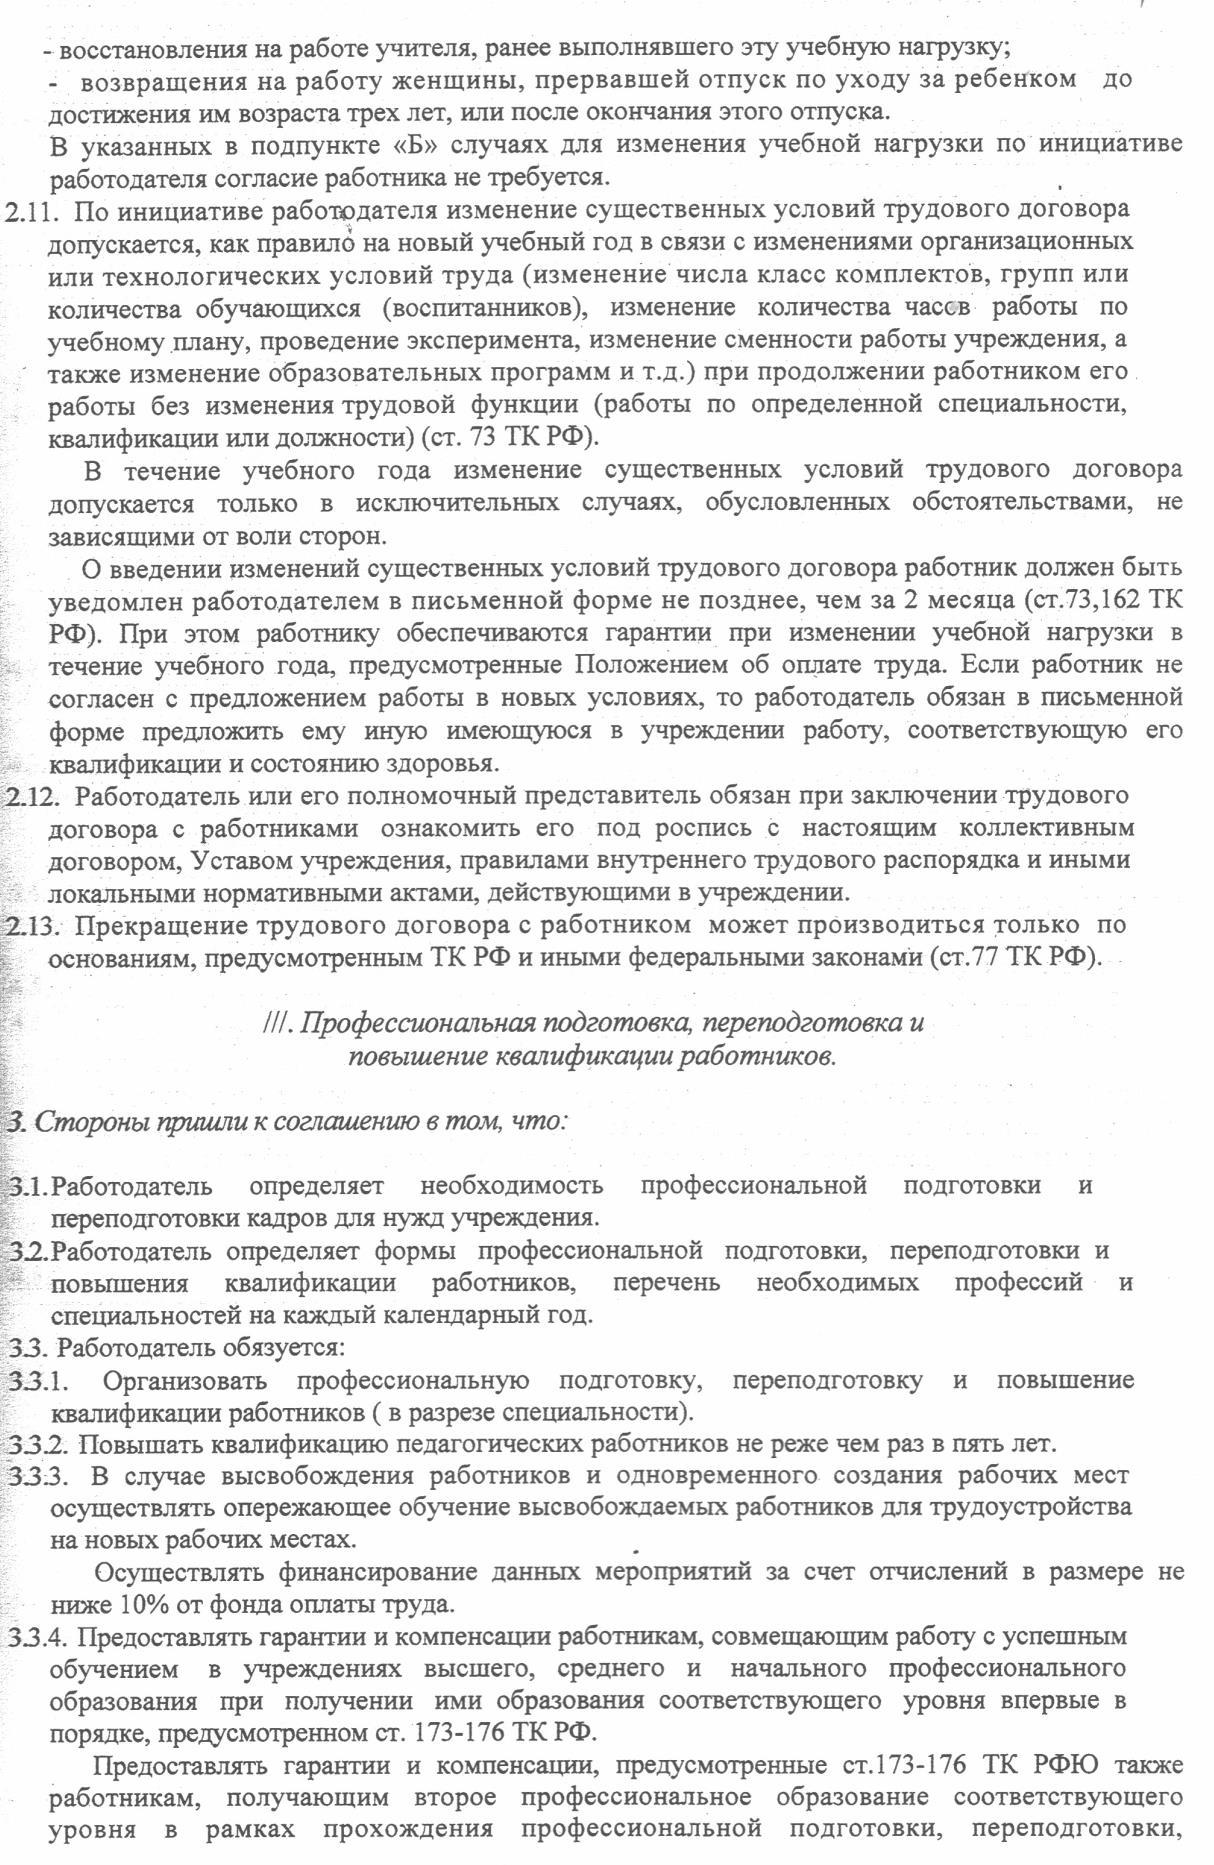 - восстановления на работе учителя, ранее выполнявшего эту учебную нагрузку;
- возвращения на работу женщины, прервавшей отпуск по уходу за ребенком до
достижения им возраста трех лет, или после окончания этого отпуска.
В указанных в подпункте «Б» случаях для изменения учебной нагрузки по инициативе
работодателя согласие работника не требуется.
2.11. По инициативе работодателя изменение существенных условий трудового договора
допускается, как правило на новый учебный год в связи с изменениями организационных
или технологических условий труда (изменение числа класс комплектов, групп или
количества обучающихся (воспитанников), изменение количества часов работы по
учебному плану, проведение эксперимента, изменение сменности работы учреждения, а
также изменение образовательных программ и т.д.) при продолжении работником его
работы без изменения трудовой функции (работы по определенной специальности,
квалификации или должности) (ст. 73 ТК РФ).
В течение учебного года изменение существенных условий трудового договора
допускается только в исключительных случаях, обусловленных обстоятельствами, не
зависящими от воли сторон.
О введении изменений существенных условий трудового договора работник должен быть
уведомлен работодателем в письменной форме не позднее, чем за 2 месяца (ст.73,162 ТК
РФ). При этом работнику обеспечиваются гарантии при изменении учебной нагрузки в
течение учебного года, предусмотренные Положением об оплате труда. Если работник не
согласен с предложением работы в новых условиях, то работодатель обязан в письменной
форме предложить ему иную имеющуюся в учреждении работу, соответствующую его
квалификации и состоянию здоровья.
2.12. Работодатель или его полномочный представитель обязан при заключении трудового
договора с работниками ознакомить его под роспись с настоящим коллективным
договором, Уставом учреждения, правилами внутреннего трудового распорядка и иными
локальными нормативными актами, действующими в учреждении.
2.13. Прекращение трудового договора с работником может производиться только по
основаниям, предусмотренным ТК РФ и иными федеральными законами (ст.77 ТК РФ).
///. Профессиональная подготовка, переподготовка и
повышение квалификации работников.
3. Стороны пришли к соглашению в том, что:
3.1.Работодатель определяет необходимость профессиональной подготовки и
переподготовки кадров для нужд учреждения.
3.2.Работодатель определяет формы профессиональной подготовки, переподготовки и
повышения квалификации работников, перечень необходимых профессий и
специальностей на каждый календарный год.
3.3. Работодатель обязуется:
3.3.1. Организовать профессиональную подготовку, переподготовку и повышение
квалификации работников ( в разрезе специальности).
3.3.2. Повышать квалификацию педагогических работников не реже чем раз в пять лет.
3.3.3. В случае высвобождения работников и одновременного создания рабочих мест
осуществлять опережающее обучение высвобождаемых работников для трудоустройства
на новых рабочих местах.
Осуществлять финансирование данных мероприятий за счет отчислений в размере не
ниже 10% от фонда оплаты труда.
3.3.4. Предоставлять гарантии и компенсации работникам, совмещающим работу с успешным
обучением в учреждениях высшего, среднего и начального профессионального
образования при получении ими образования соответствующего уровня впервые в
порядке, предусмотренном ст. 173-176 ТК РФ.
Предоставлять гарантии и компенсации, предусмотренные ст.173-176 ТК РФЮ также
работникам, получающим второе профессиональное образование соответствующего
уровня в рамках прохождения профессиональной подготовки, переподготовки,